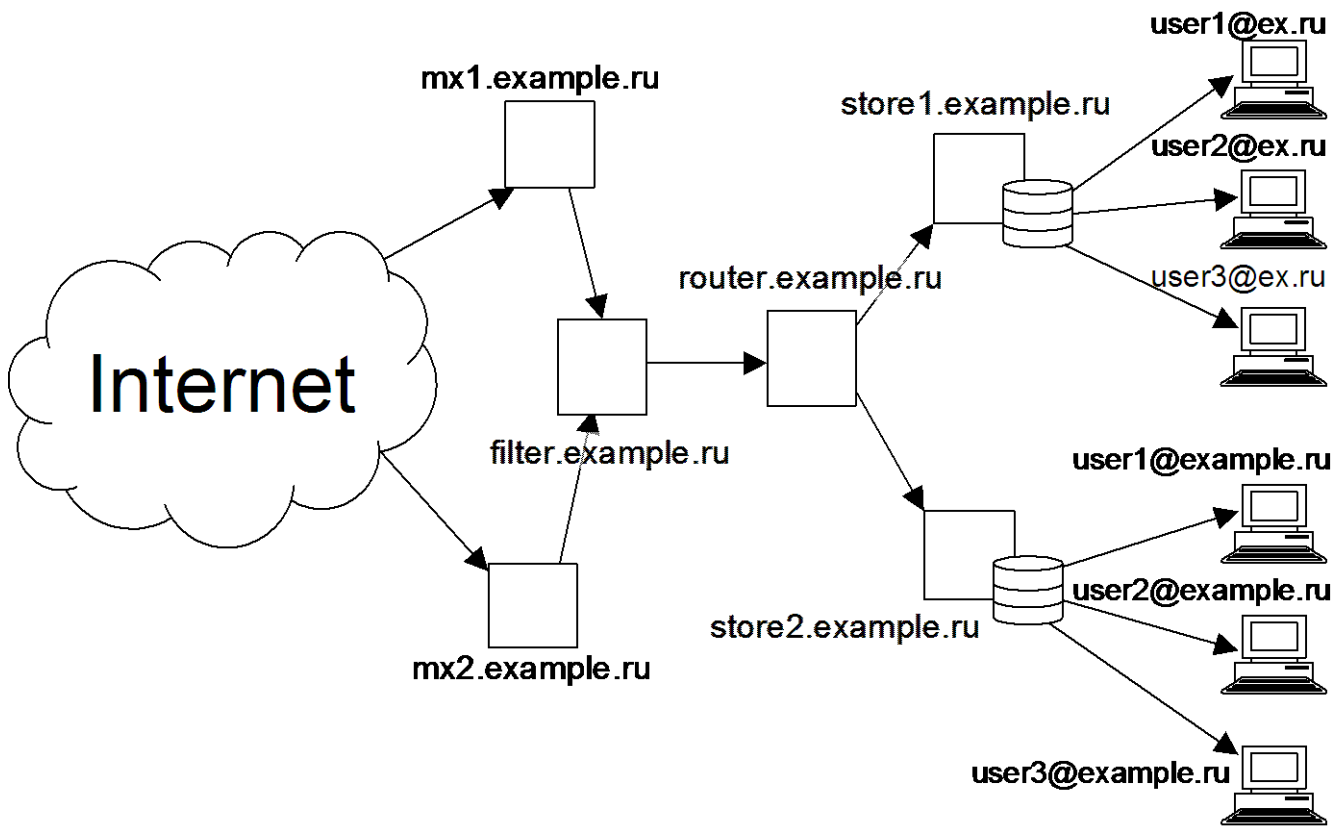 user1@ex.ru
mx1.example.ru
store1.example.ru
user2@ex.ru
router.example.ru
user3@ex.ru
Internet
filter.example.ru
user1@example.ru
user2@example.ru
store2.example.ru
mx2.example.ru
user3@example.ru